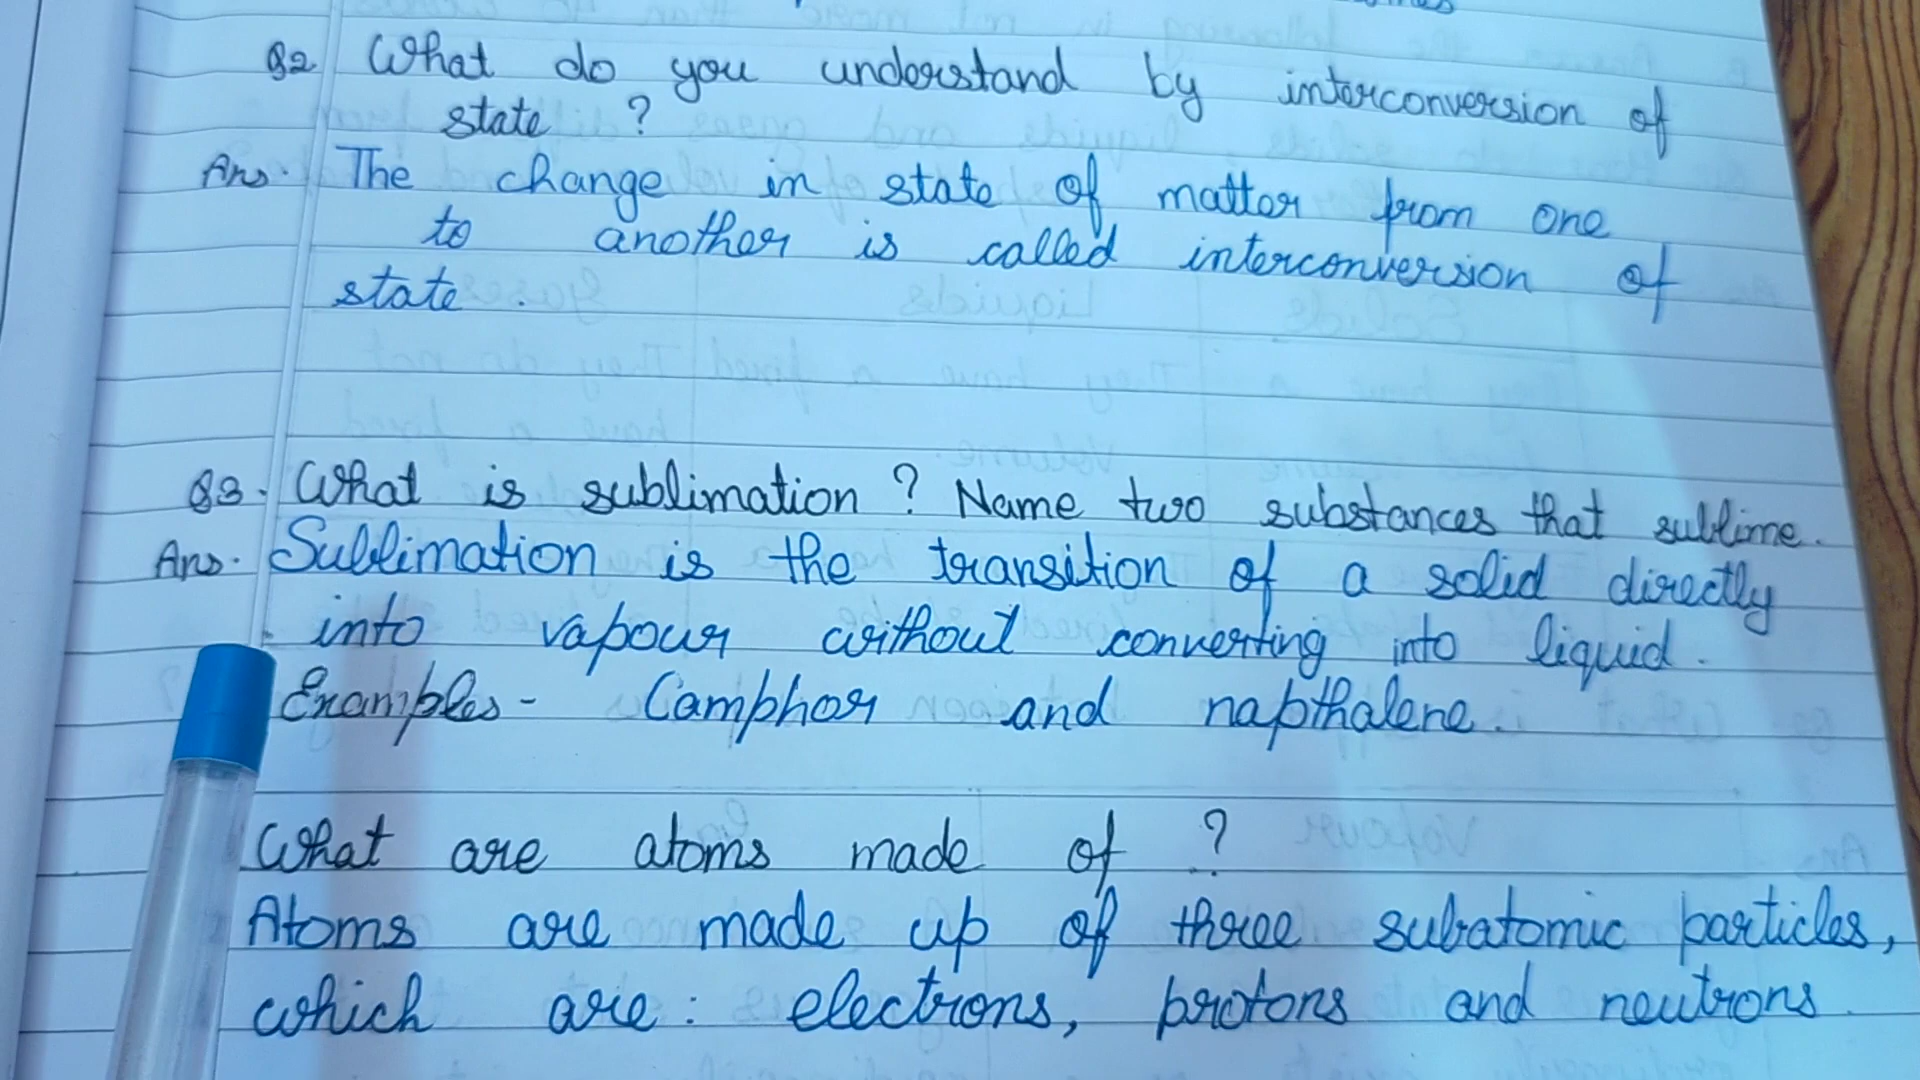 Q2 What do you understand by interconversion of
state ?
Ans. The change in state of matter from one
to another is called interconversion of
state .
Q3. What is sublimation ? Name two substances that sublime.
Ans. Sublimation is the transition of a solid directly
into vapour without converting into liquid .
Examples - Camphor and napthalene.
What are atoms made of ?
Atoms are made up of three subatomic particles,
which are : electrons, protons and neutrons.